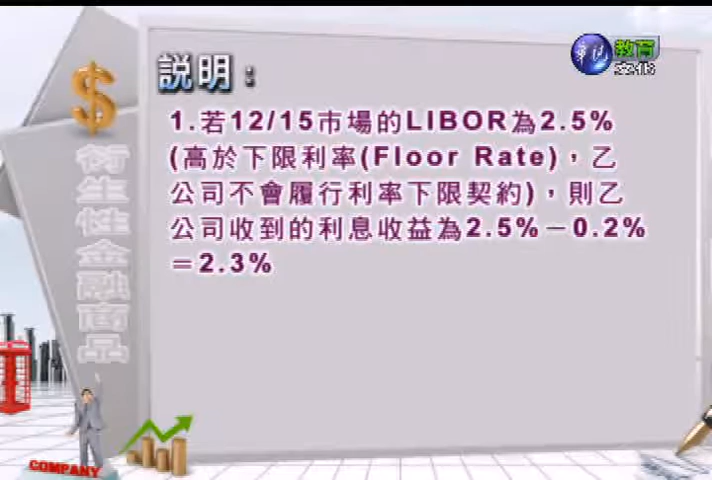 華視
教育
文化
說明：
1.若12/15市場的LIBOR為2.5%
(高於下限利率(Floor Rate)，乙
公司不會履行利率下限契約)，則乙
公司收到的利息收益為2.5%－0.2%
＝2.3%
衍生性金融商品
COMPANY